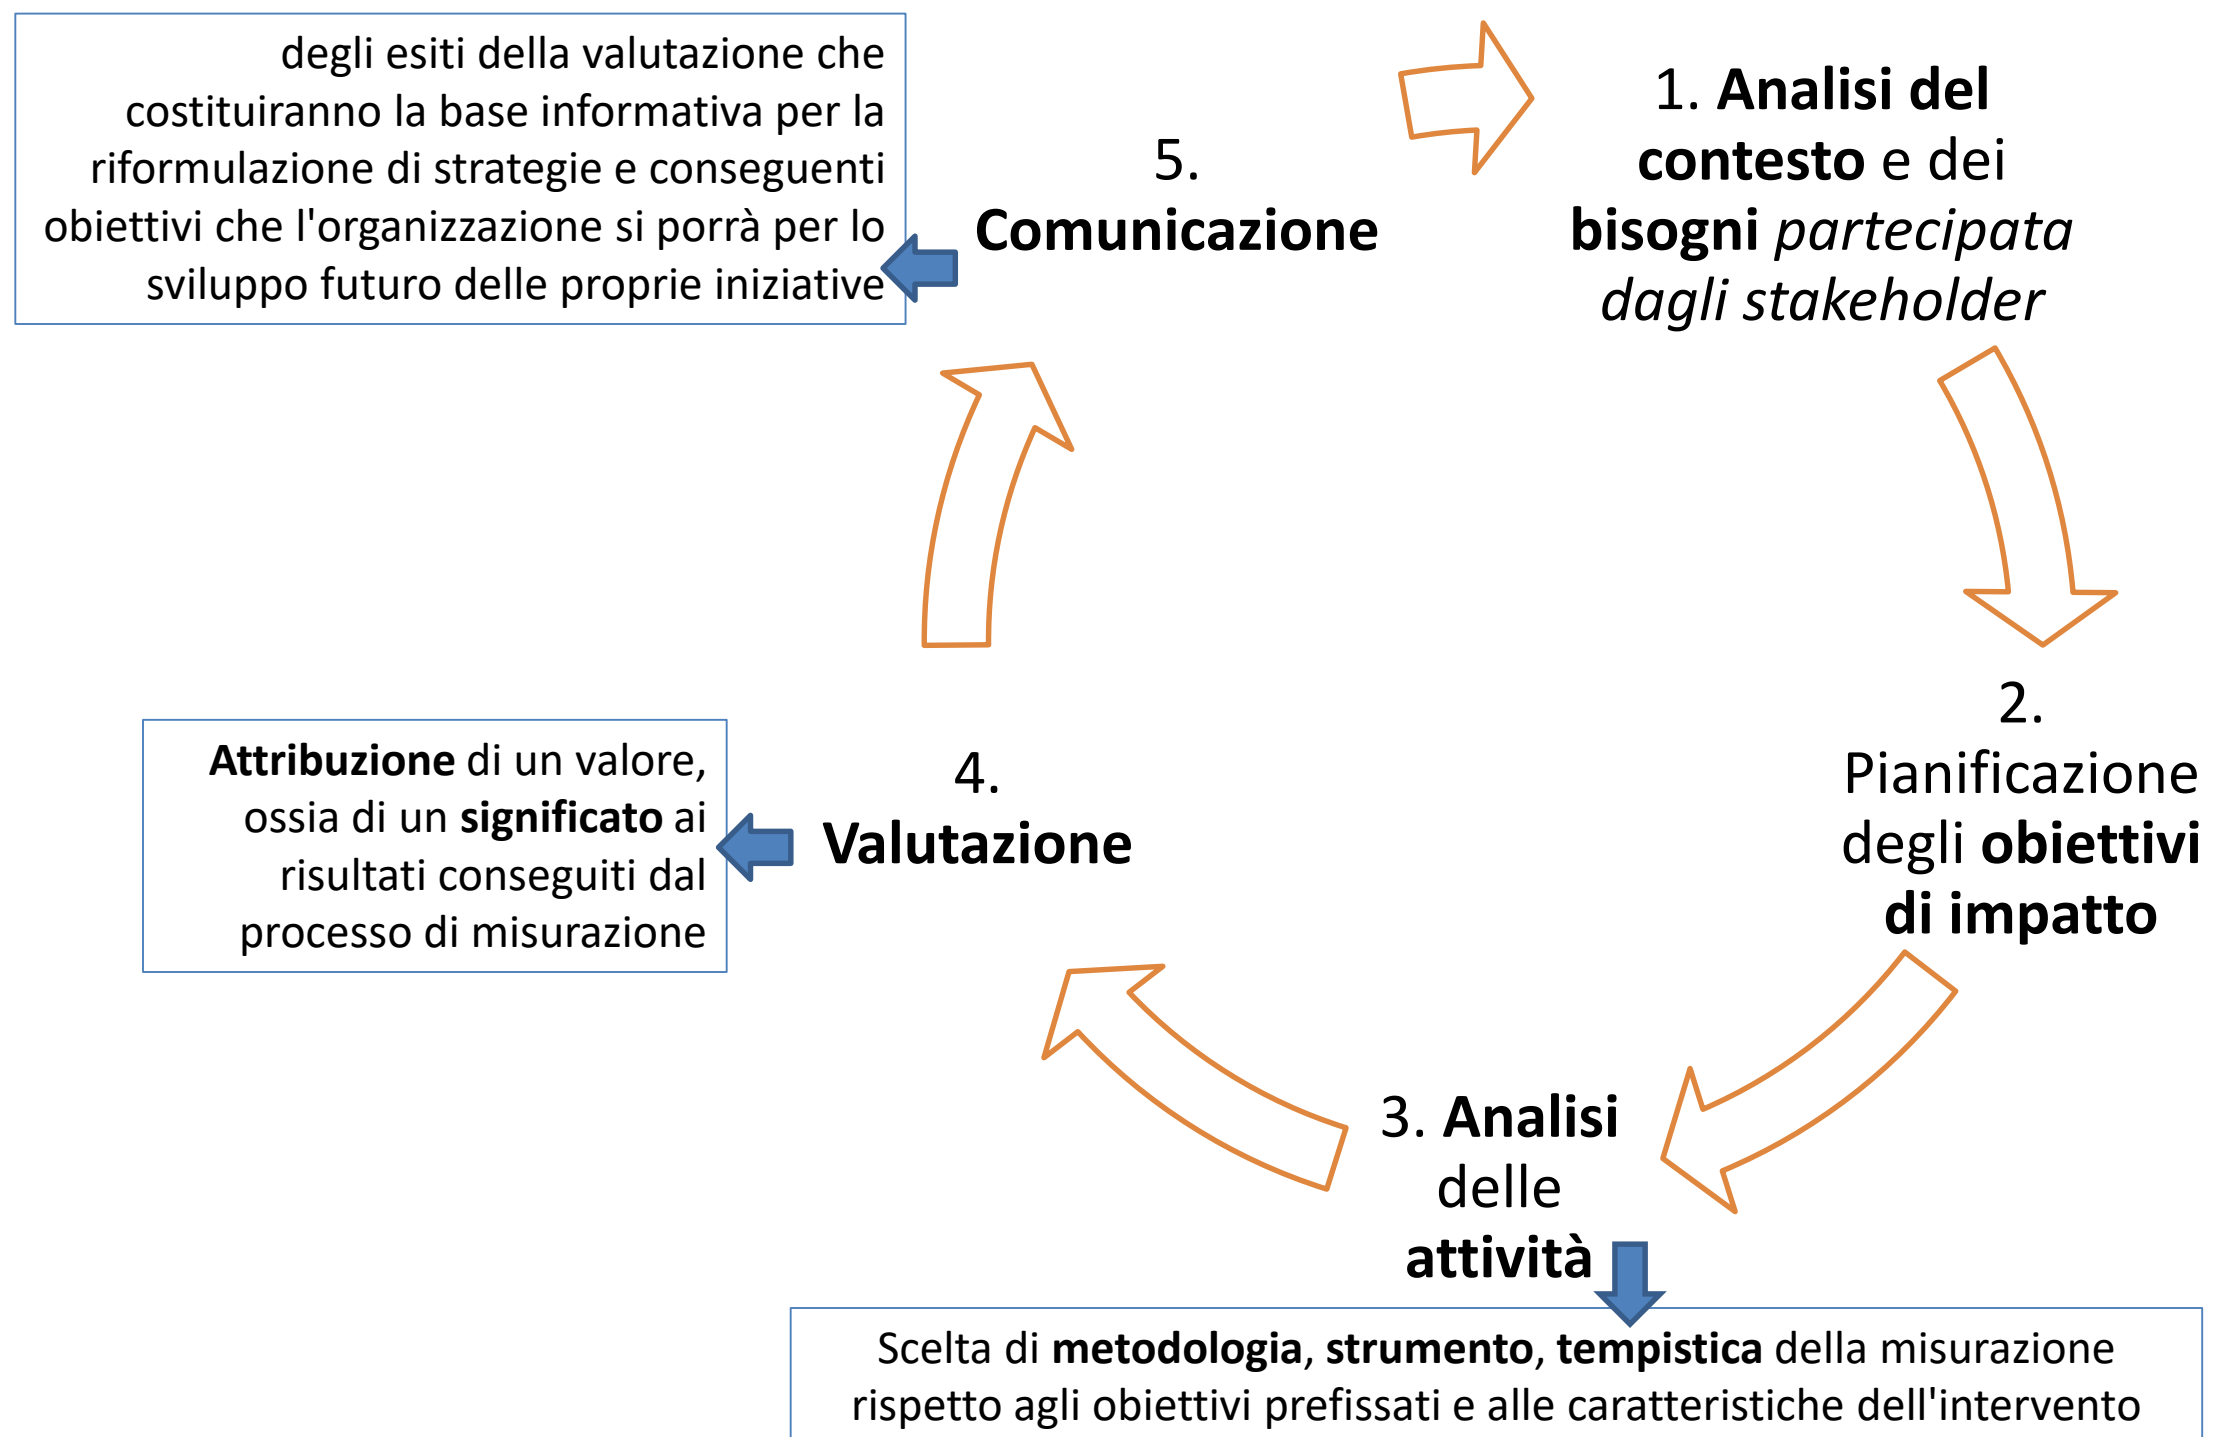 degli esiti della valutazione che
costituiranno la base informativa per la
riformulazione di strategie e conseguenti
obiettivi che l'organizzazione si porrà per lo
sviluppo futuro delle proprie iniziative
5.
Comunicazione
1. Analisi del
contesto e dei
bisogni partecipata
dagli stakeholder
2.
Pianificazione
degli obiettivi
di impatto
Attribuzione di un valore,
ossia di un significato ai
risultati conseguiti dal
processo di misurazione
4.
Valutazione
3. Analisi
delle
attività
Scelta di metodologia, strumento, tempistica della misurazione
rispetto agli obiettivi prefissati e alle caratteristiche dell'intervento